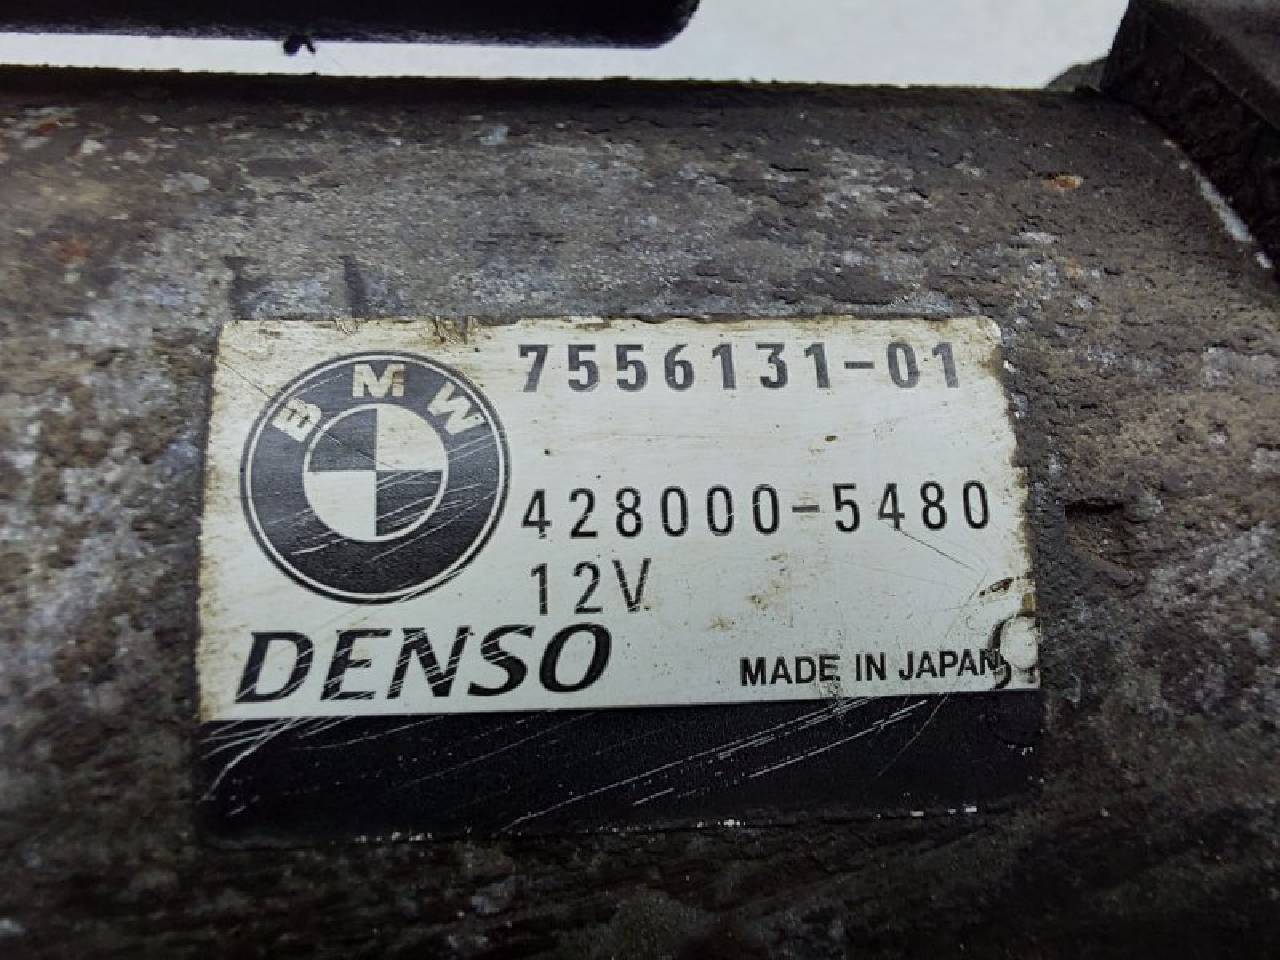 BMW
7556131-01
428000-5480
12V
DENSO
MADE IN JAPAN